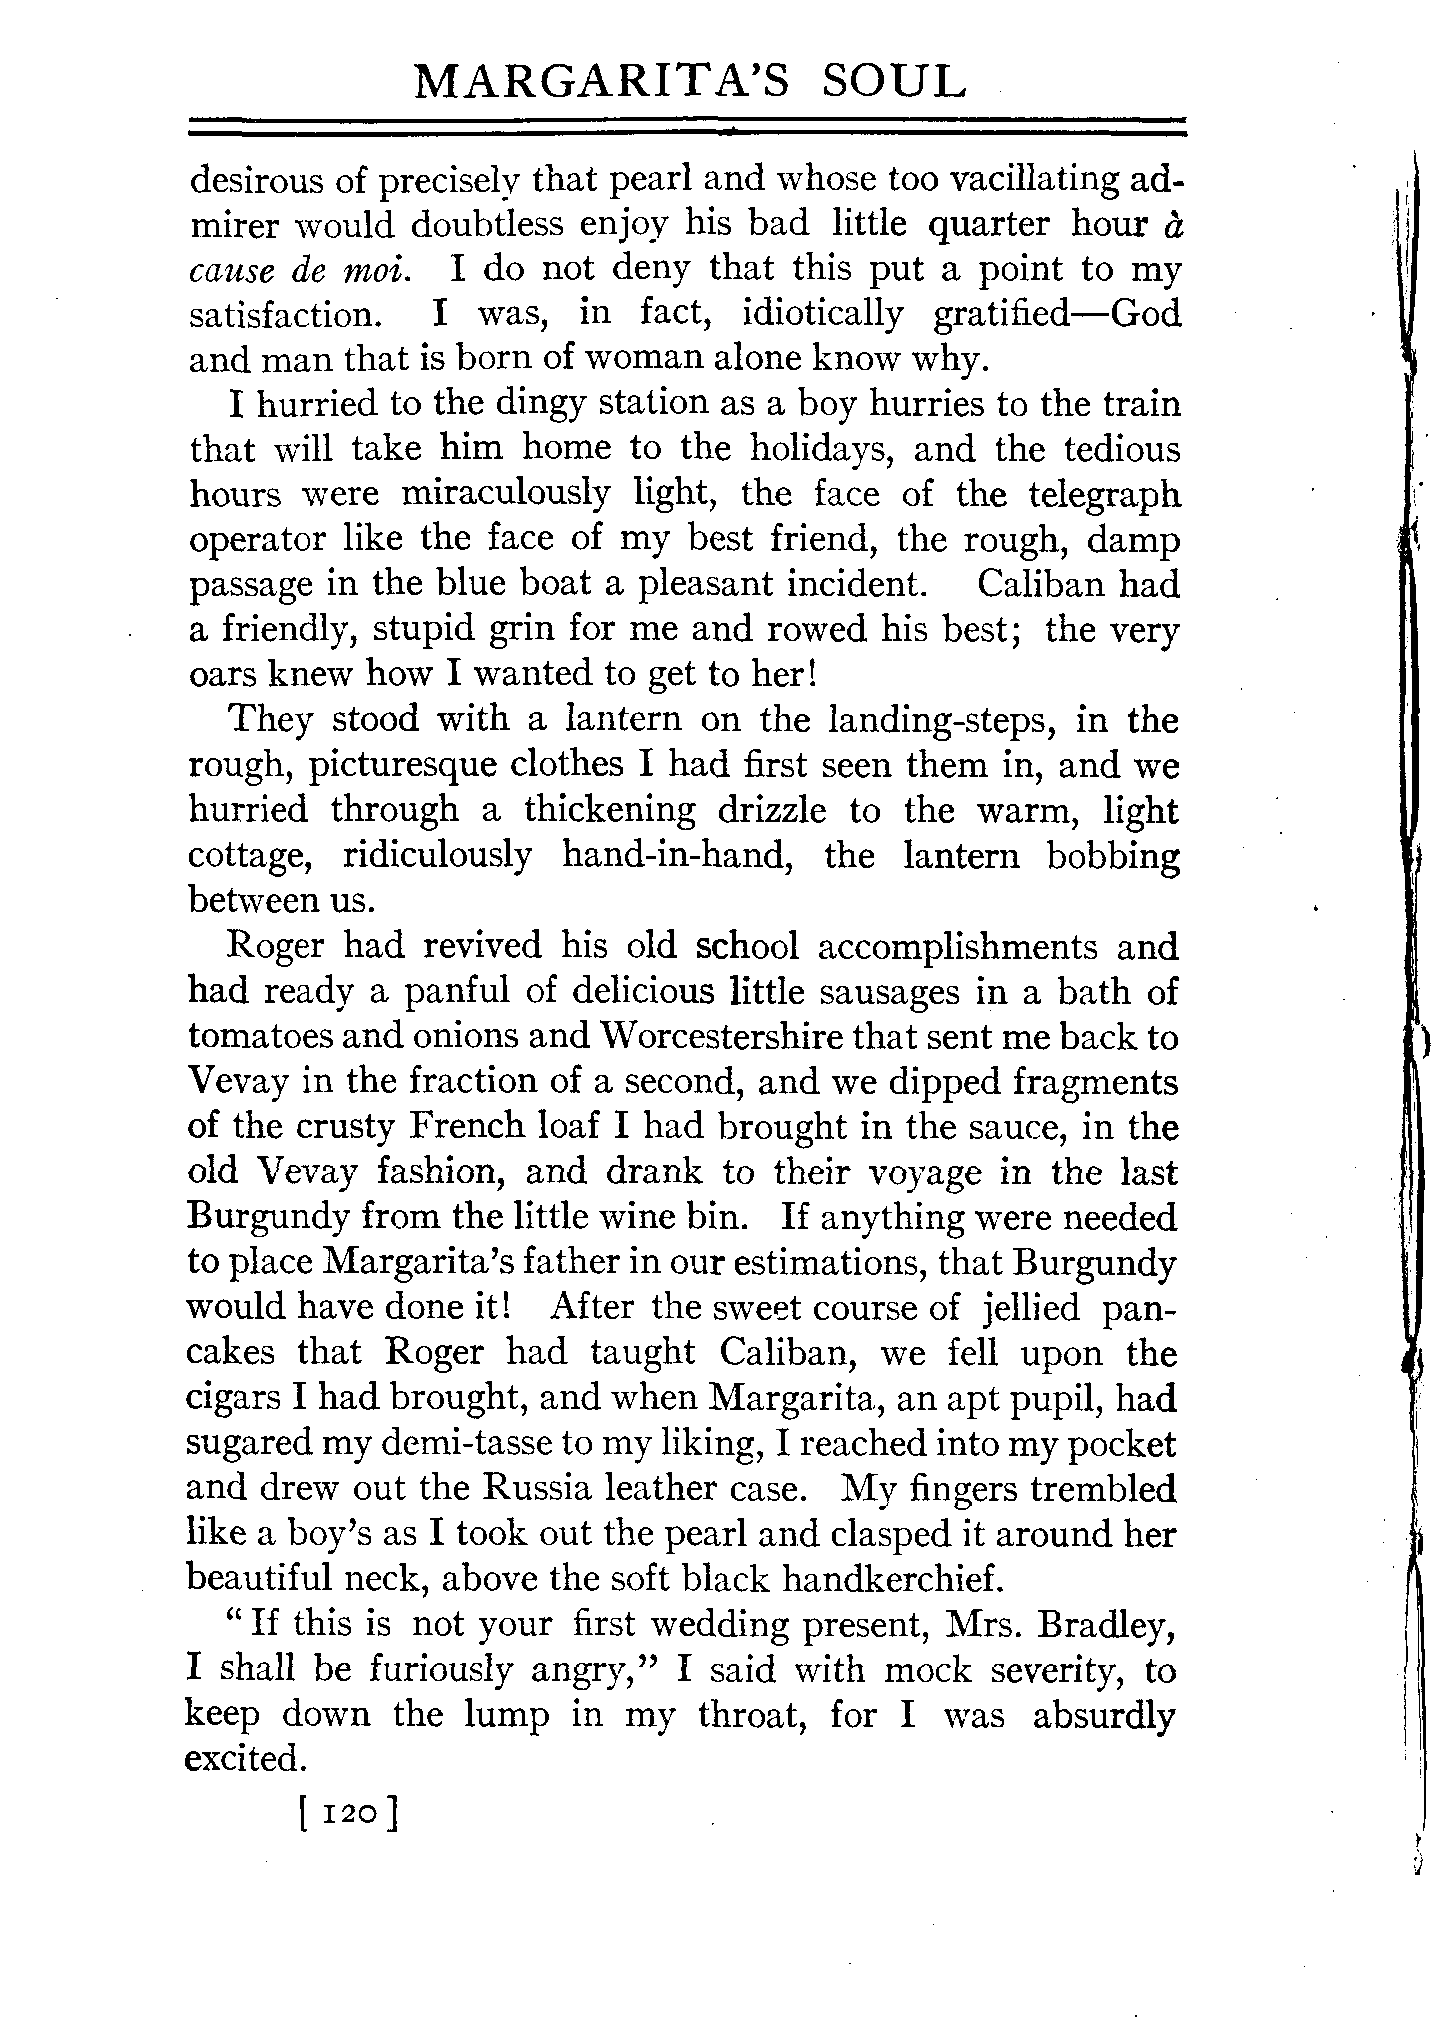 MARGARITA'S SOUL
desirous of precisely that pearl and whose too vacillating ad-
mirer would doubtless enjoy his bad little quarter hour à
cause de moi. I do not deny that this put a point to my
satisfaction. I was, in fact, idiotically gratified—God
and man that is born of woman alone know why.
I hurried to the dingy station as a boy hurries to the train
that will take him home to the holidays, and the tedious
hours were miraculously light, the face of the telegraph
operator like the face of my best friend, the rough, damp
passage in the blue boat a pleasant incident. Caliban had
a friendly, stupid grin for me and rowed his best; the very
oars knew how I wanted to get to her!
They stood with a lantern on the landing-steps, in the
rough, picturesque clothes I had first seen them in, and we
hurried through a thickening drizzle to the warm, light
cottage, ridiculously hand-in-hand, the lantern bobbing
between us.
Roger had revived his old school accomplishments and
had ready a panful of delicious little sausages in a bath of
tomatoes and onions and Worcestershire that sent me back to
Vevay in the fraction of a second, and we dipped fragments
of the crusty French loaf I had brought in the sauce, in the
old Vevay fashion, and drank to their voyage in the last
Burgundy from the little wine bin. If anything were needed
to place Margarita's father in our estimations, that Burgundy
would have done it! After the sweet course of jellied pan-
cakes that Roger had taught Caliban, we fell upon the
cigars I had brought, and when Margarita, an apt pupil, had
sugared my demi-tasse to my liking, I reached into my pocket
and drew out the Russia leather case. My fingers trembled
like a boy's as I took out the pearl and clasped it around her
beautiful neck, above the soft black handkerchief.
"If this is not your first wedding present, Mrs. Bradley,
I shall be furiously angry," I said with mock severity, to
keep down the lump in my throat, for I was absurdly
excited.
[ 120 ]